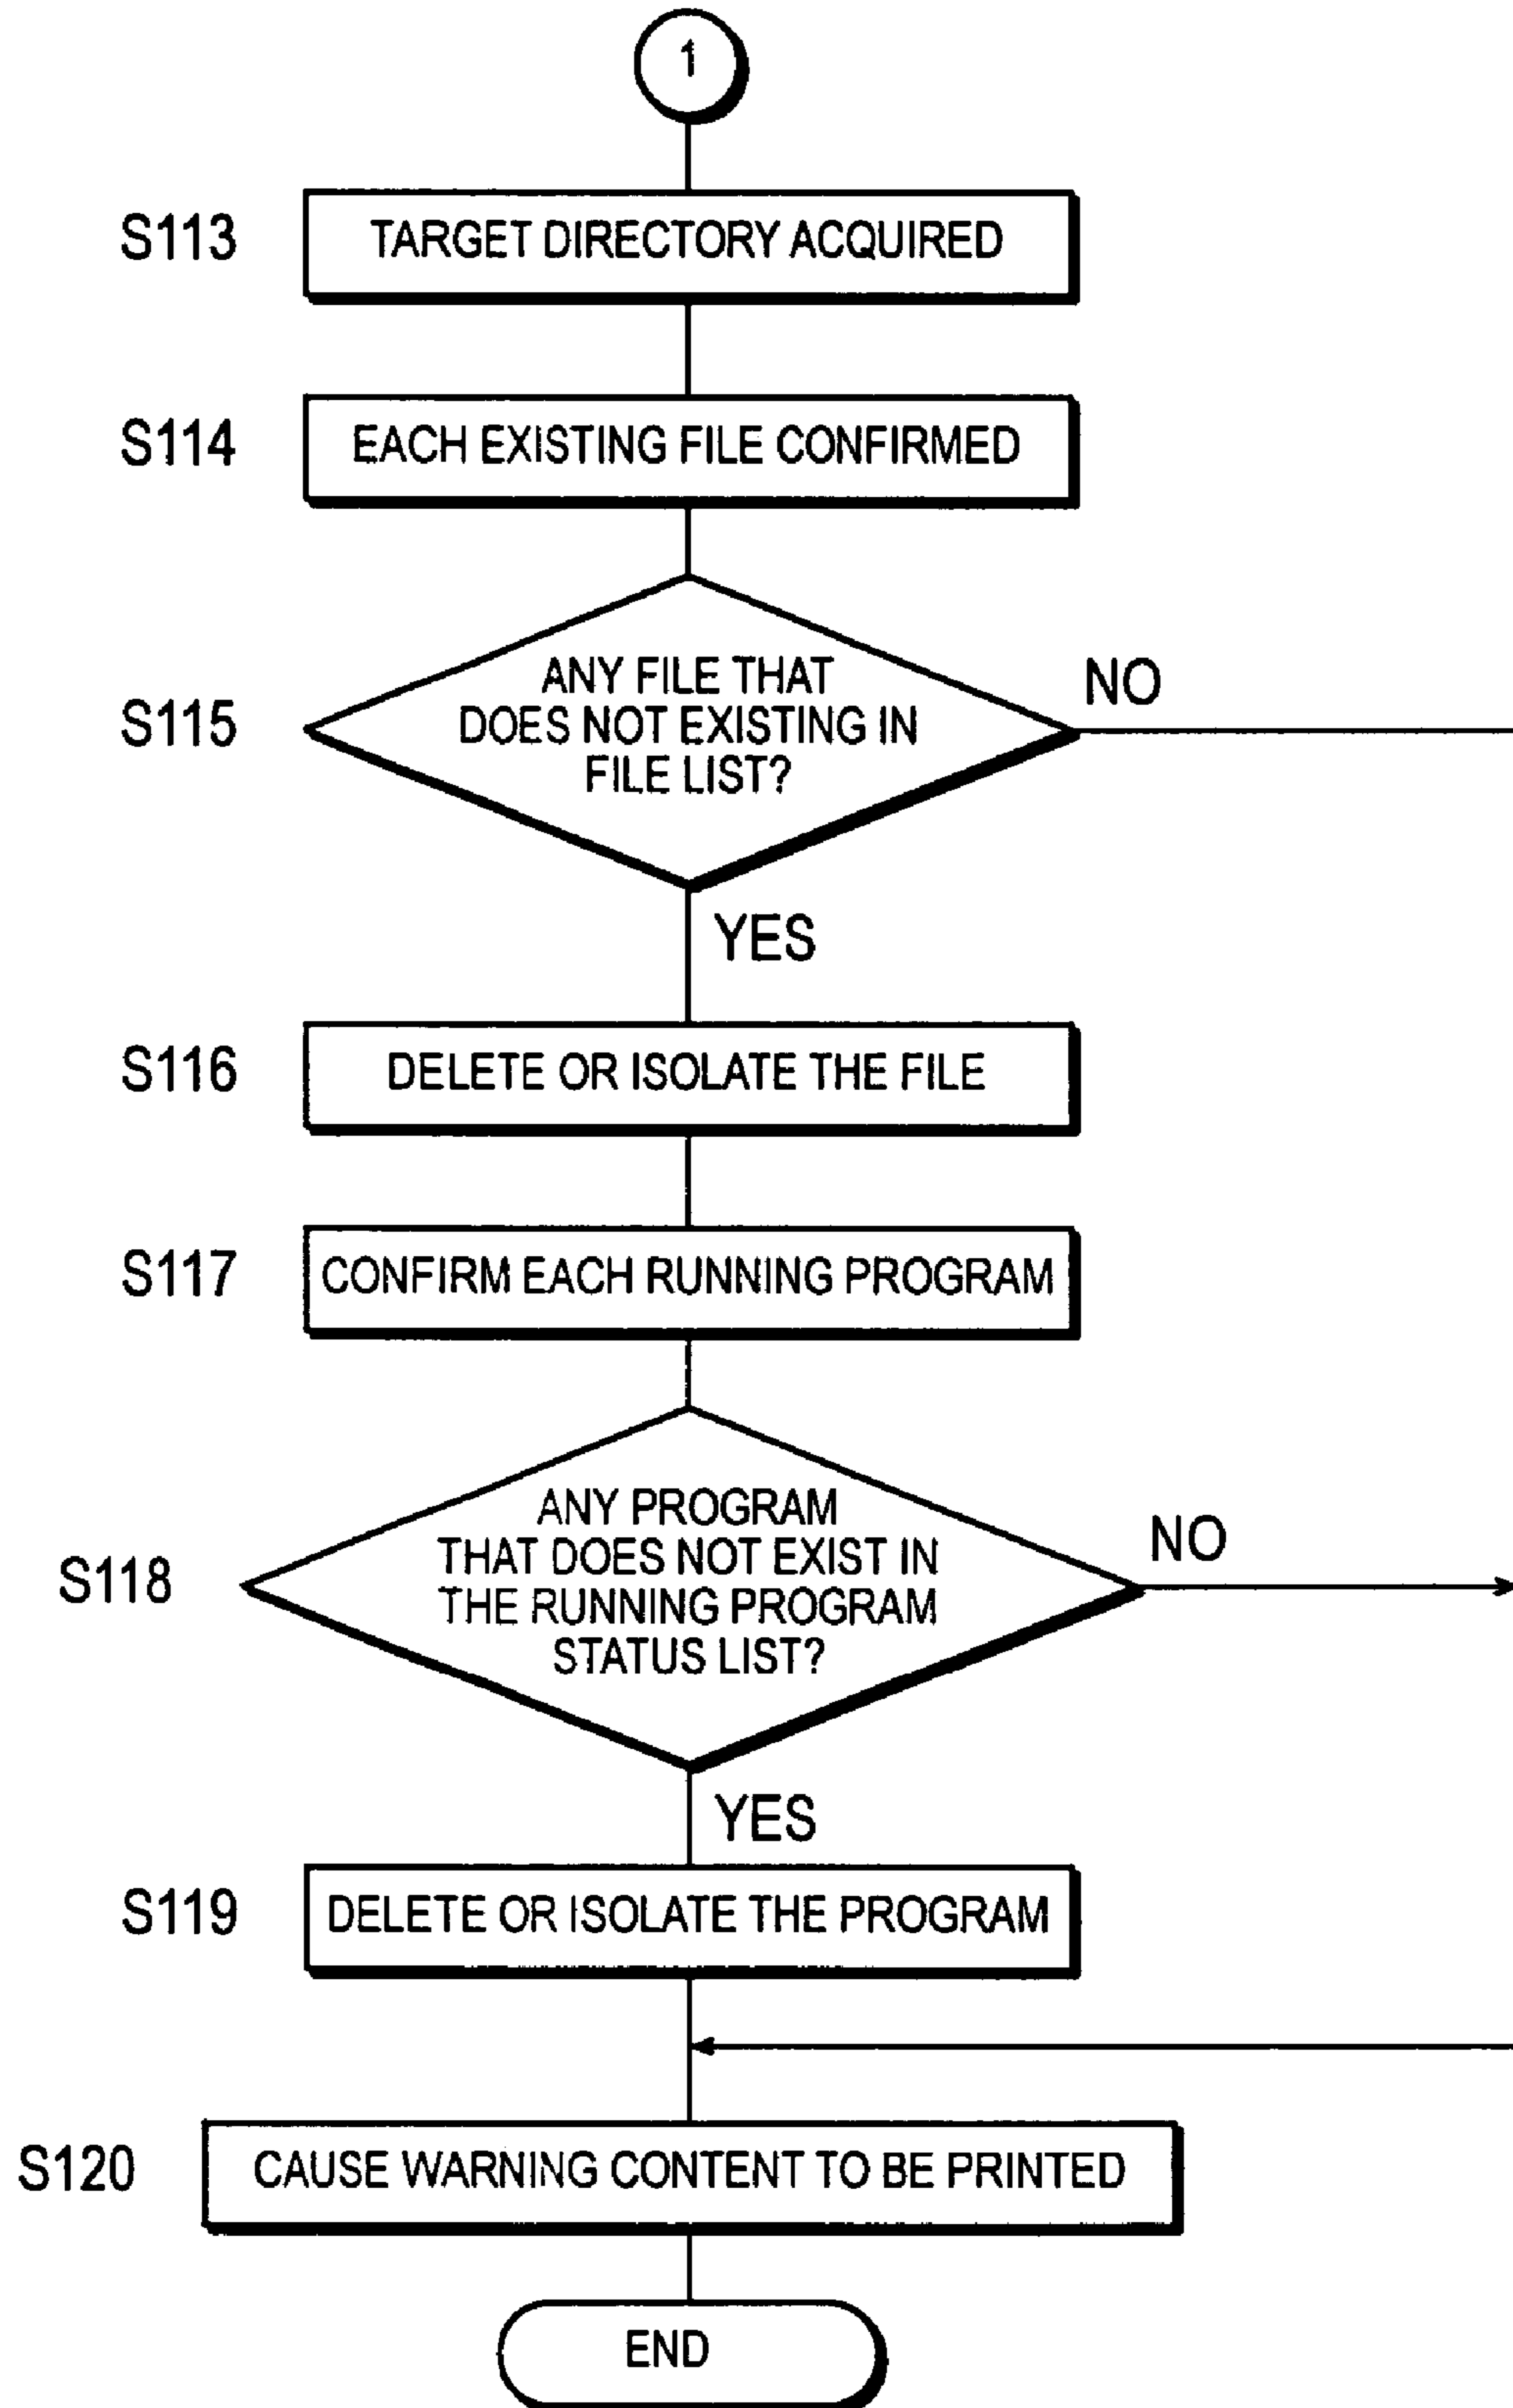 1
S113
TARGET DIRECTORY ACQUIRED
S114
EACH EXISTING FILE CONFIRMED
S115
ANY FILE THAT
DOES NOT EXISTING IN
FILE LIST?
NO
YES
S116
DELETE OR ISOLATE THE FILE
S117
CONFIRM EACH RUNNING PROGRAM
S118
ANY PROGRAM
THAT DOES NOT EXIST IN
THE RUNNING PROGRAM
STATUS LIST?
NO
YES
S119
DELETE OR ISOLATE THE PROGRAM
S120
CAUSE WARNING CONTENT TO BE PRINTED
END